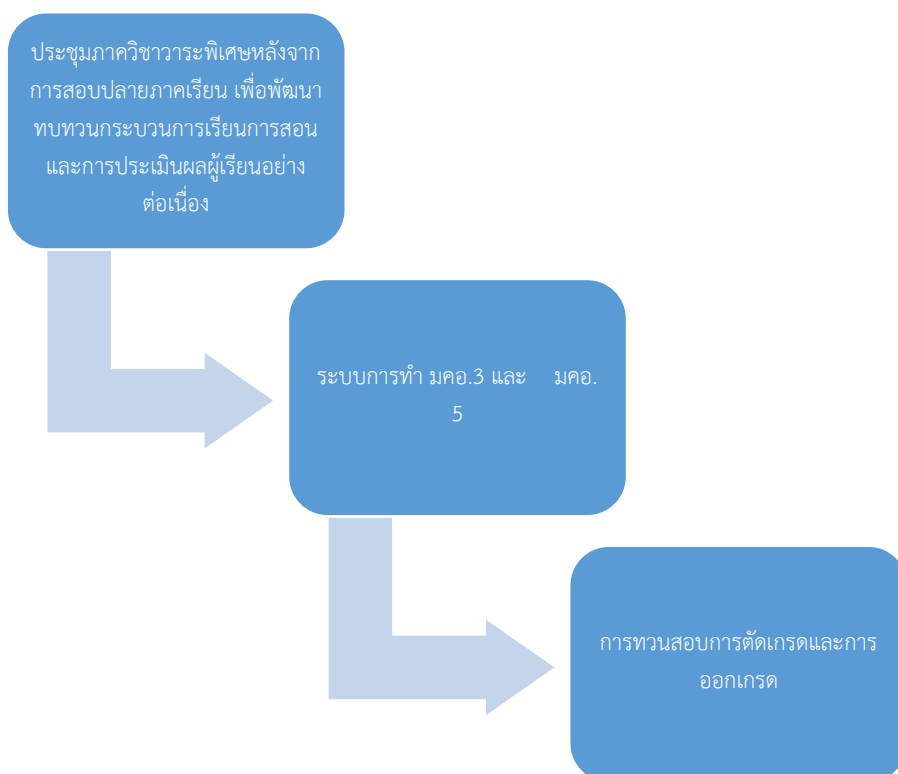 ประชุมภาควิชาวาระพิเศษหลังจาก
การสอบปลายภาคเรียน เพื่อพัฒนา
ทบทวนกระบวนการเรียนการสอน
และการประเมินผลผู้เรียนอย่าง
ต่อเนื่อง
ระบบการทำ มคอ.3 และ มคอ.
5
การทวนสอบการตัดเกรดและการ
ออกเกรด